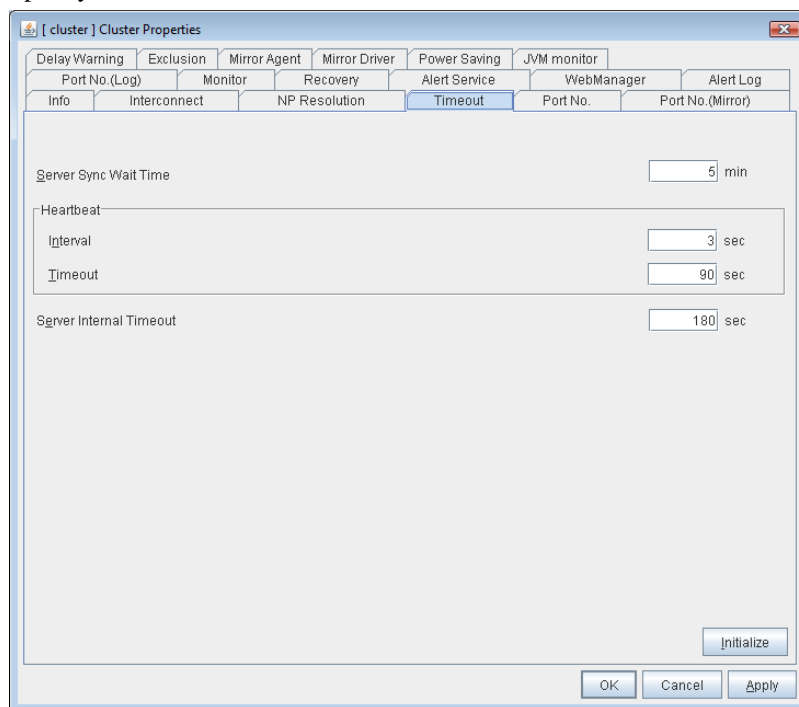 [ cluster ] Cluster Properties
Delay Warning Exclusion Mirror Agent Mirror Driver Power Saving JVM monitor
Port No.(Log) Monitor Recovery Alert Service WebManager Alert Log
Info Interconnect NP Resolution Timeout Port No. Port No.(Mirror)
Server Sync Wait Time 5 min
Heartbeat
Interval 3 sec
Timeout 90 sec
Server Internal Timeout 180 sec
Initialize
OK Cancel Apply